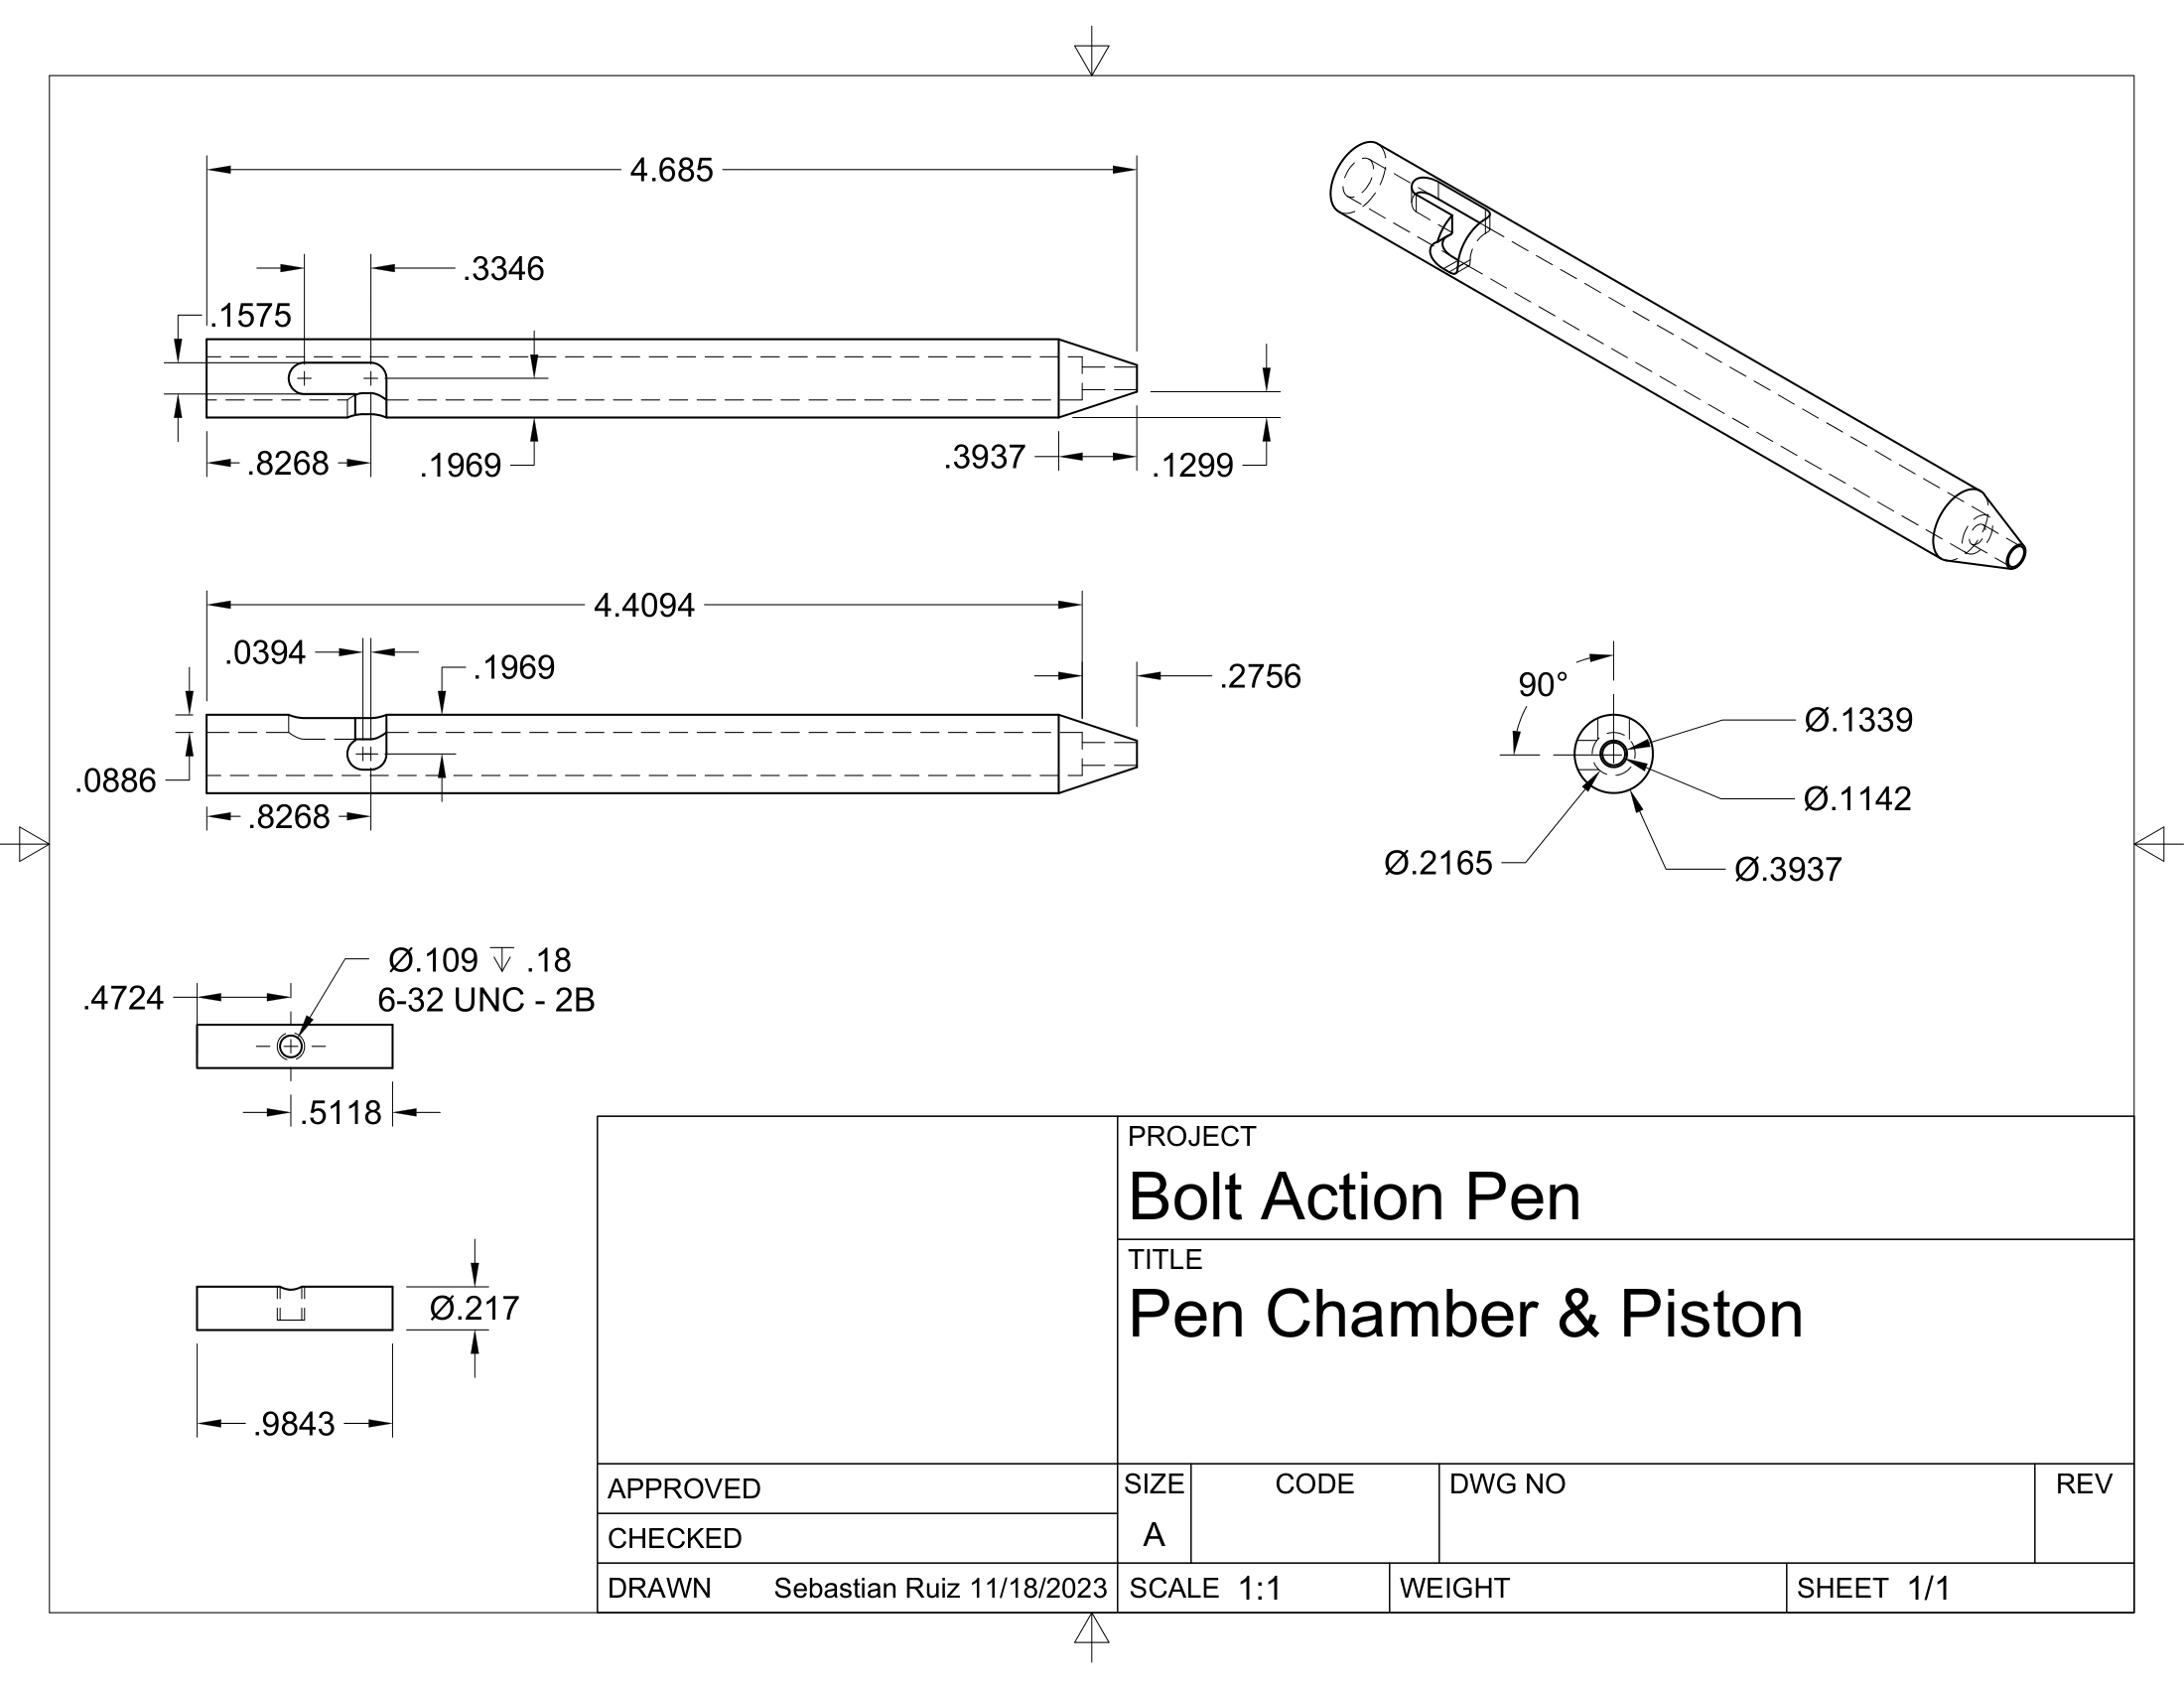 4.685
.3346
.1575
.8268
.1969
.3937
.1299
4.4094
.0394
.1969
.2756
.0886
.8268
90°
Ø.1339
Ø.1142
Ø.2165
Ø.3937
Ø.109 ↧ .18
6-32 UNC - 2B
.4724
.5118
Ø.217
.9843
PROJECT
Bolt Action Pen
TITLE
Pen Chamber & Piston
APPROVED
CHECKED
DRAWN Sebastian Ruiz 11/18/2023
SIZE
A
CODE
DWG NO
REV
SCALE 1:1
WEIGHT
SHEET 1/1